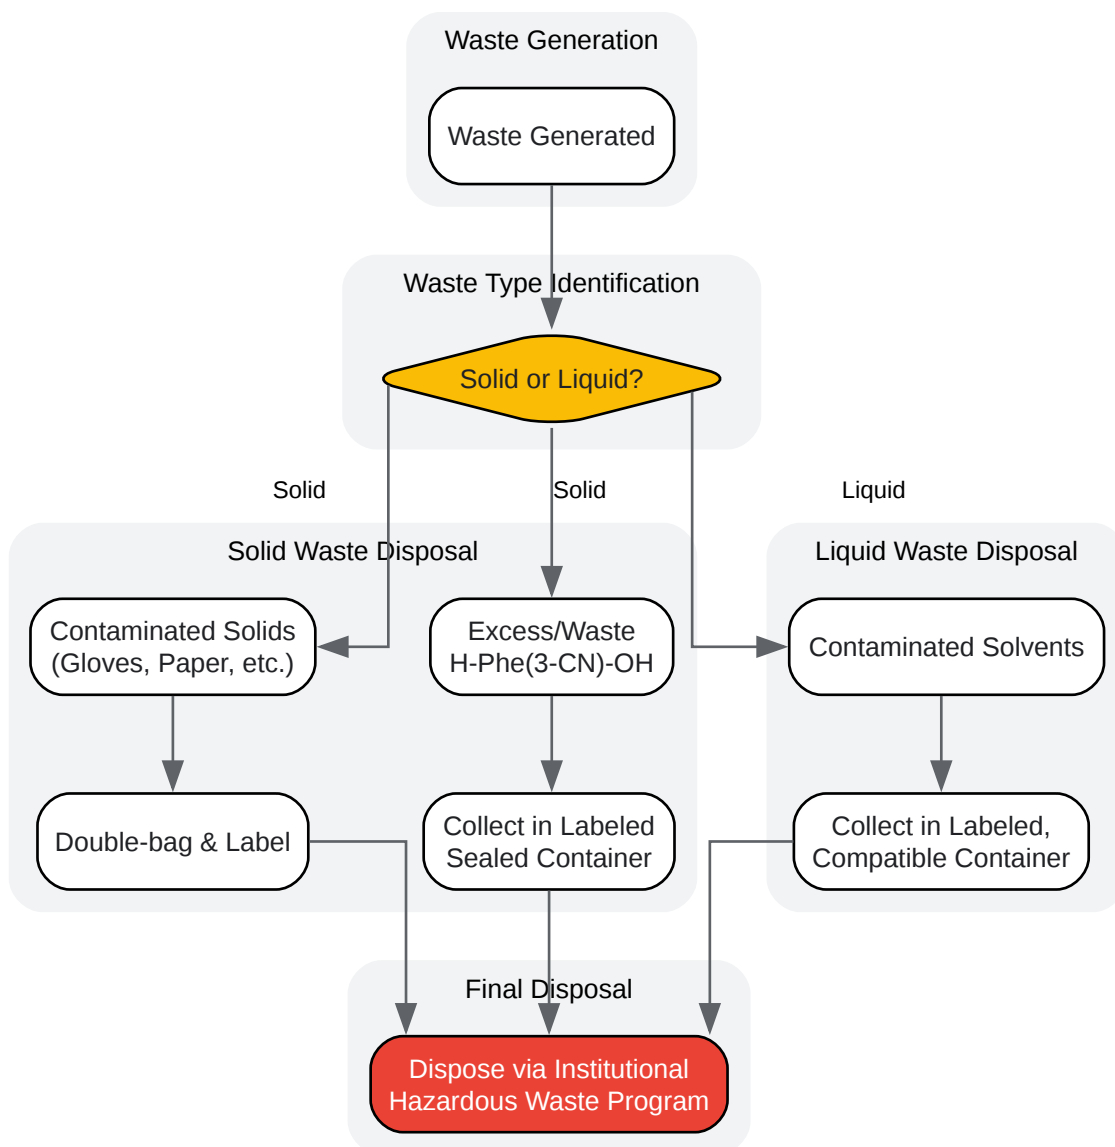 Waste Generation
Waste Generated
Waste Type Identification
Solid or Liquid?
Solid
Solid
Liquid
Solid Waste Disposal
Liquid Waste Disposal
Contaminated Solids
(Gloves, Paper, etc.)
Excess/Waste
H-Phe(3-CN)-OH
Contaminated Solvents
Double-bag & Label
Collect in Labeled
Sealed Container
Collect in Labeled,
Compatible Container
Final Disposal
Dispose via Institutional
Hazardous Waste Program